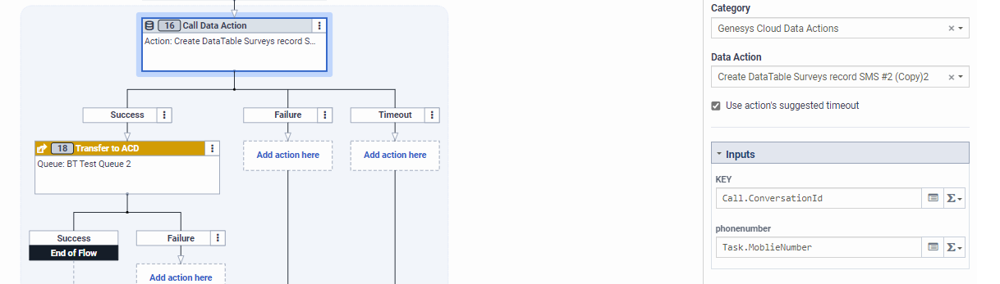 16 Call Data Action
Action: Create DataTable Surveys record S...
Success
Failure
Timeout
18 Transfer to ACD
Queue: BT Test Queue 2
Add action here
Add action here
Success
End of Flow
Failure
Add action here
Category
Genesys Cloud Data Actions
Data Action
Create DataTable Surveys record SMS #2 (Copy)2
Use action's suggested timeout
Inputs
KEY
Call.ConversationId
phonenumber
Task.MoblieNumber